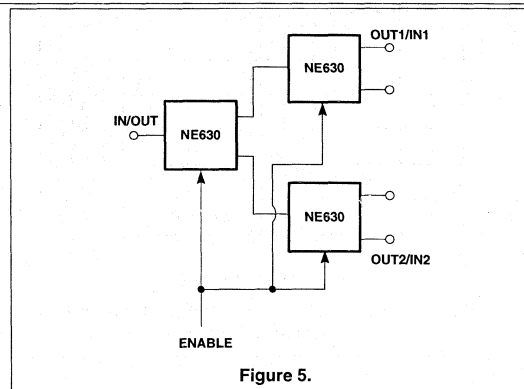 OUT1/IN1
NE630
IN/OUT
NE630
NE630
OUT2/IN2
ENABLE
Figure 5.